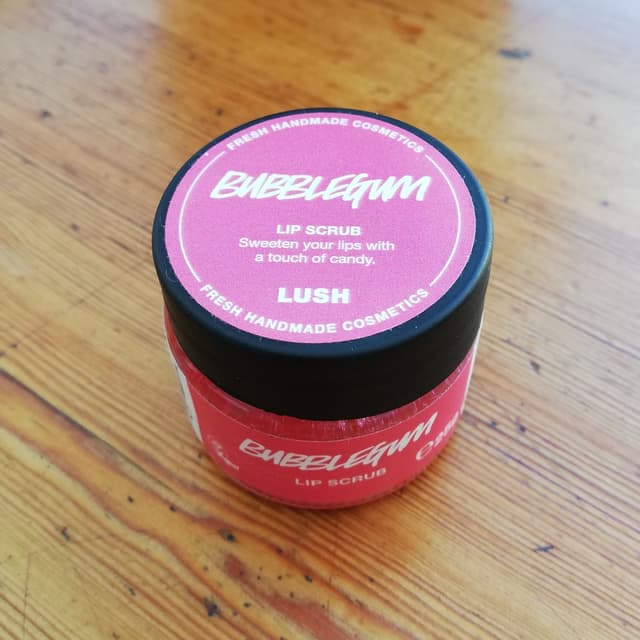 FRESH HANDMADE COSMETICS
BUBBLEGUM
LIP SCRUB
Sweeten your lips with
a touch of candy.
LUSH
FRESH HANDMADE COSMETICS
BUBBLEGUM
LIP SCRUB